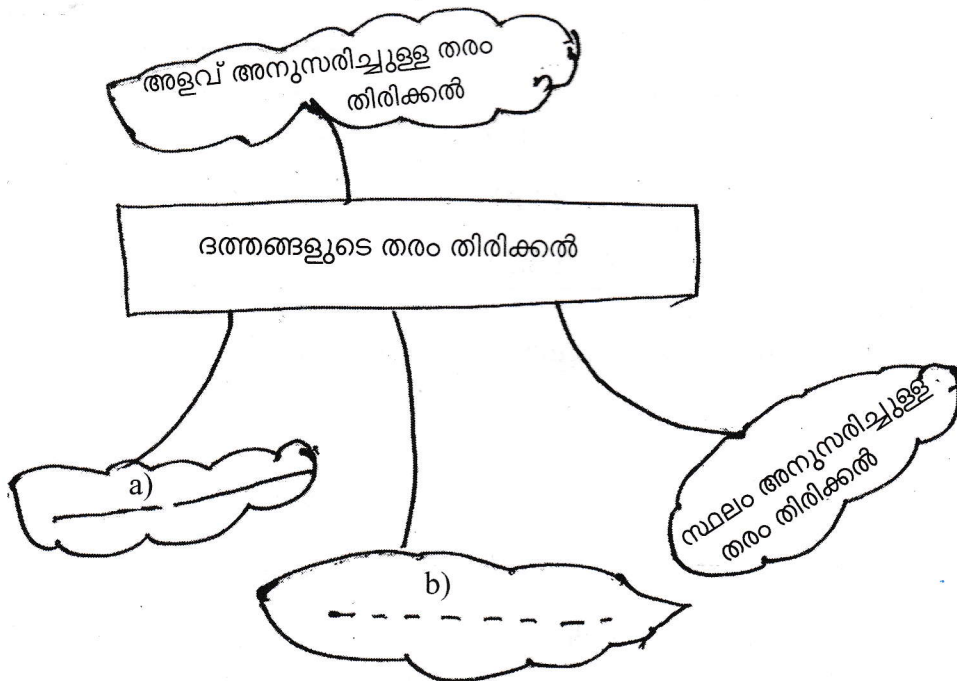 അളവ് അനുസരിച്ചുള്ള തരം
തിരിക്കൽ
ദത്തങ്ങളുടെ തരം തിരിക്കൽ
a)
b)
സ്ഥലം അനുസരിച്ചുള്ള
തരം തിരിക്കൽ